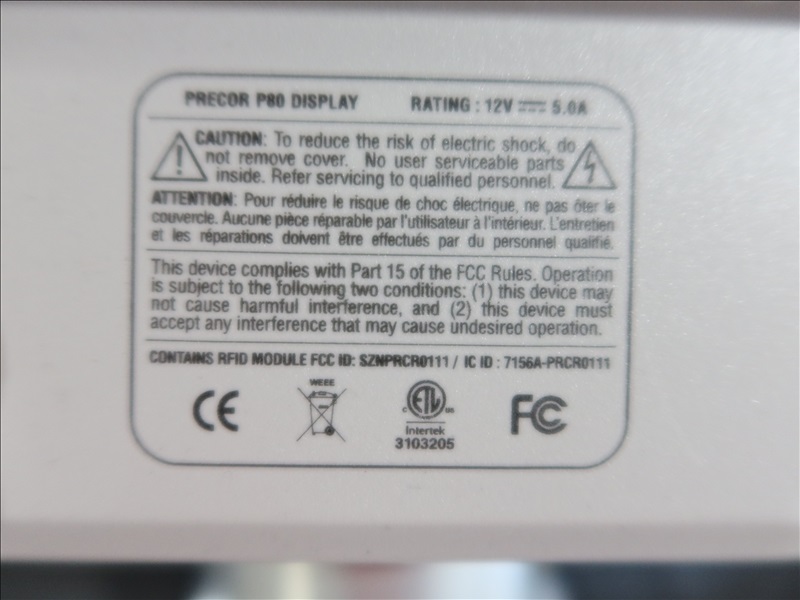 PRECOR P80 DISPLAY RATING : 12V ⎓ 5.0A
CAUTION: To reduce the risk of electric shock, do
not remove cover. No user serviceable parts
inside. Refer servicing to qualified personnel.
ATTENTION: Pour réduire le risque de choc électrique, ne pas ôter le
couvercle. Aucune pièce réparable par l'utilisateur à l'intérieur. L'entretien
et les réparations doivent être effectués par du personnel qualifié.
This device complies with Part 15 of the FCC Rules. Operation
is subject to the following two conditions: (1) this device may
not cause harmful interference, and (2) this device must
accept any interference that may cause undesired operation.
CONTAINS RFID MODULE FCC ID: SZNPRCR0111 / IC ID : 7156A-PRCR0111
CE
WEEE
C ETL US
Intertek
3103205
FC